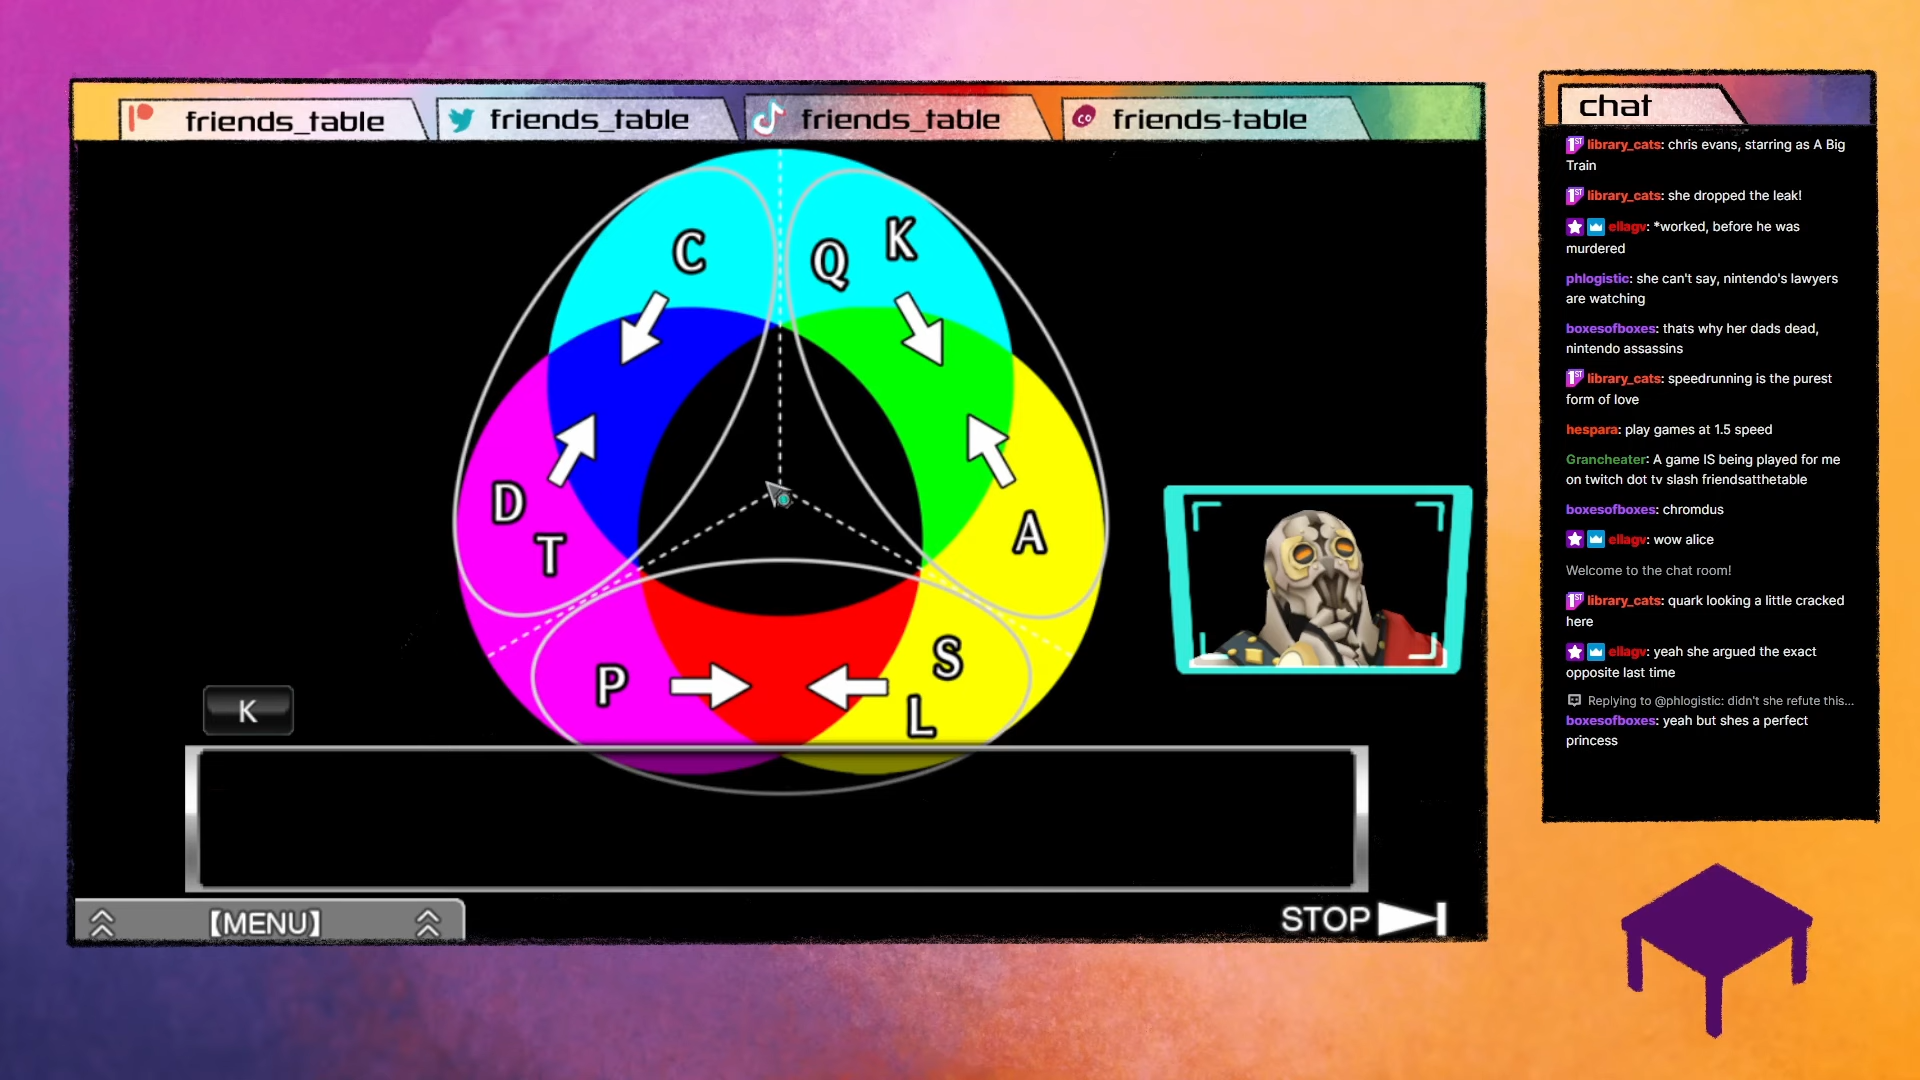 friends_table
friends_table
friends_table
co
friends-table
C
Q
K
D
T
A
P
S
L
K
【MENU】
STOP
chat
1ST library_cats: chris evans, starring as A Big
Train
1ST library_cats: she dropped the leak!
ellagv: *worked, before he was
murdered
phlogistic: she can't say, nintendo's lawyers
are watching
boxesofboxes: thats why her dads dead,
nintendo assassins
1ST library_cats: speedrunning is the purest
form of love
hespara: play games at 1.5 speed
Grancheater: A game IS being played for me
on twitch dot tv slash friendsatthetable
boxesofboxes: chromdus
ellagv: wow alice
Welcome to the chat room!
1ST library_cats: quark looking a little cracked
here
ellagv: yeah she argued the exact
opposite last time
Replying to @phlogistic: didn't she refute this...
boxesofboxes: yeah but shes a perfect
princess